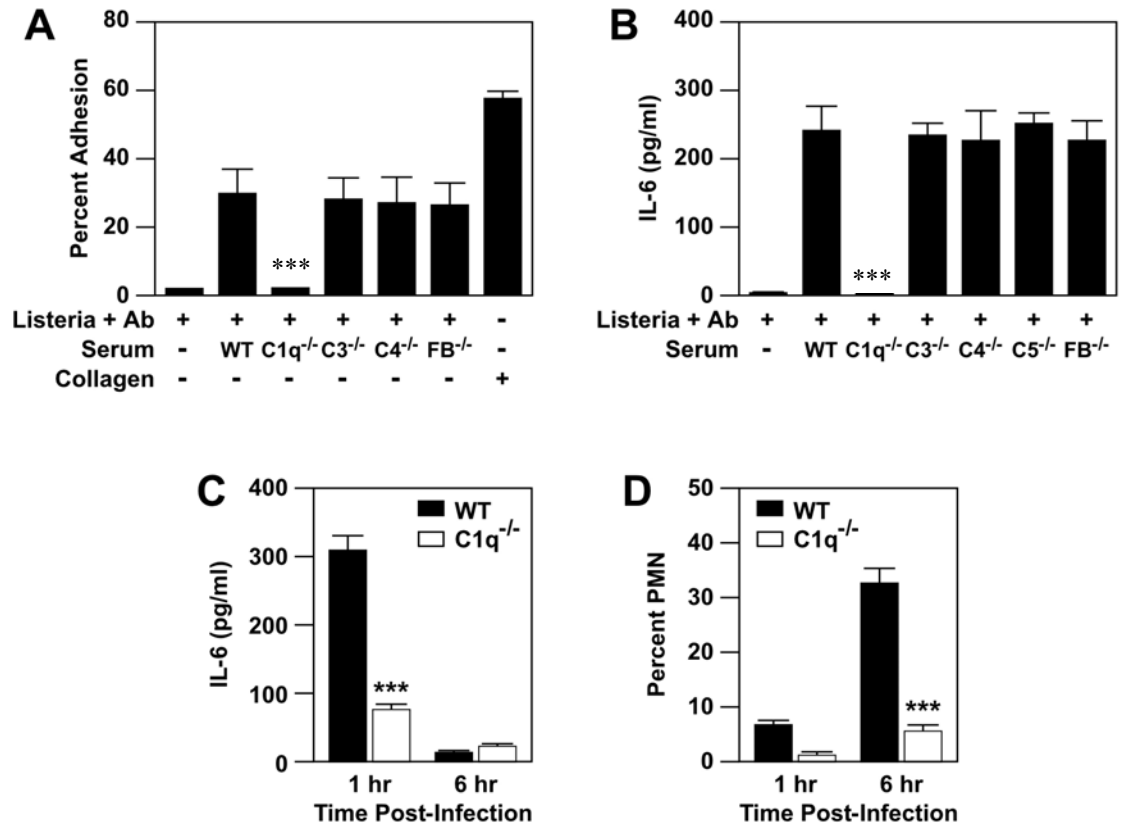 A
Percent Adhesion
80
60
40
20
0
***
Listeria + Ab + + + + + + -
Serum - WT C1q-/- C3-/- C4-/- FB-/- -
Collagen - - - - - - +
B
IL-6 (pg/ml)
400
300
200
100
0
***
Listeria + Ab + + + + + + +
Serum - WT C1q-/- C3-/- C4-/- C5-/- FB-/-
C
IL-6 (pg/ml)
400
300
200
100
0
WT
C1q-/-
***
1 hr 6 hr
Time Post-Infection
D
Percent PMN
50
40
30
20
10
0
WT
C1q-/-
***
1 hr 6 hr
Time Post-Infection